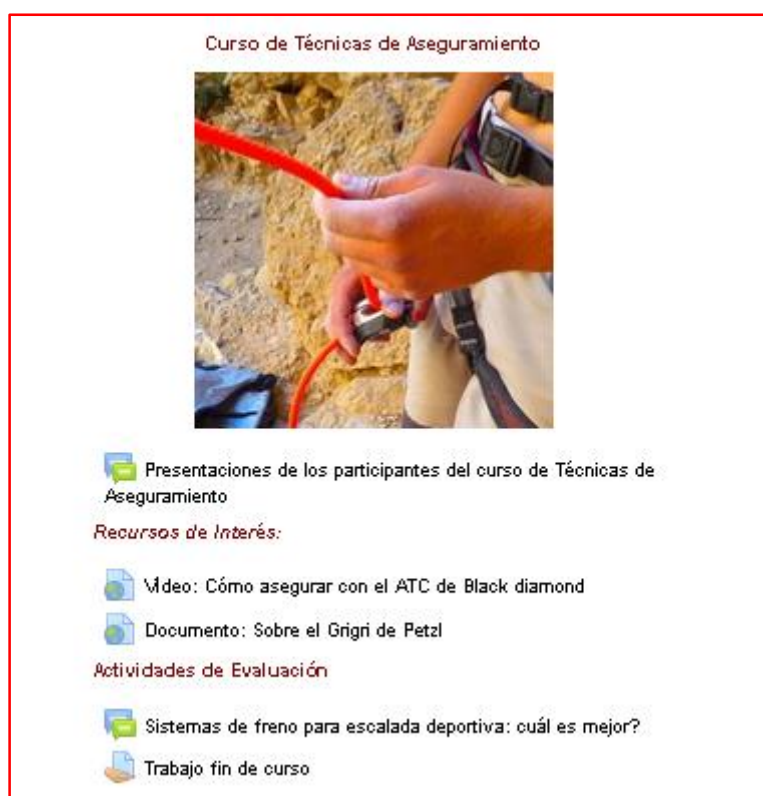 Curso de Técnicas de Aseguramiento
Presentaciones de los participantes del curso de Técnicas de
Aseguramiento
Recursos de Interés:
Vídeo: Cómo asegurar con el ATC de Black diamond
Documento: Sobre el Grigri de Petzl
Actividades de Evaluación
Sistemas de freno para escalada deportiva: cuál es mejor?
Trabajo fin de curso